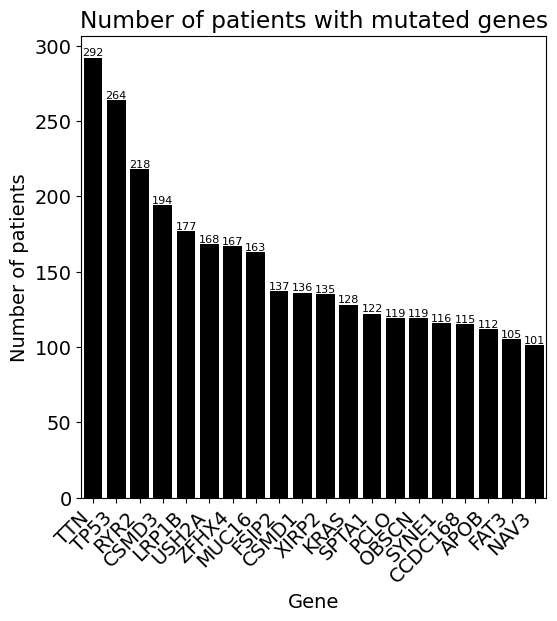 Number of patients with mutated genes
Number of patients
300
250
200
150
100
50
0
292
264
218
194
177
168
167
163
137
136
135
128
122
119
119
116
115
112
105
101
TTN
TP53
RYR2
CSMD3
LRP1B
USH2A
ZFHX4
MUC16
FSIP2
CSMD1
XIRP2
KRAS
SPTA1
PCLO
OBSCN
SYNE1
CCDC168
APOB
FAT3
NAV3
Gene